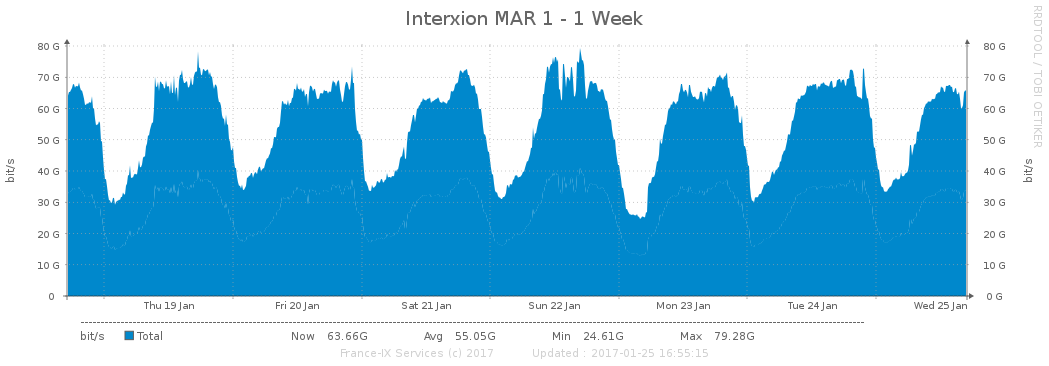 Interxion MAR 1 - 1 Week
RRDTOOL / TOBI OETIKER
80 G 80 G
70 G 70 G
60 G 60 G
50 G 50 G
40 G 40 G
30 G 30 G
20 G 20 G
10 G 10 G
0 0 G
bit/s
bit/s
Thu 19 Jan Fri 20 Jan Sat 21 Jan Sun 22 Jan Mon 23 Jan Tue 24 Jan Wed 25 Jan
bit/s Total Now 63.66G Avg 55.05G Min 24.61G Max 79.28G
France-IX Services (c) 2017 Updated : 2017-01-25 16:55:15